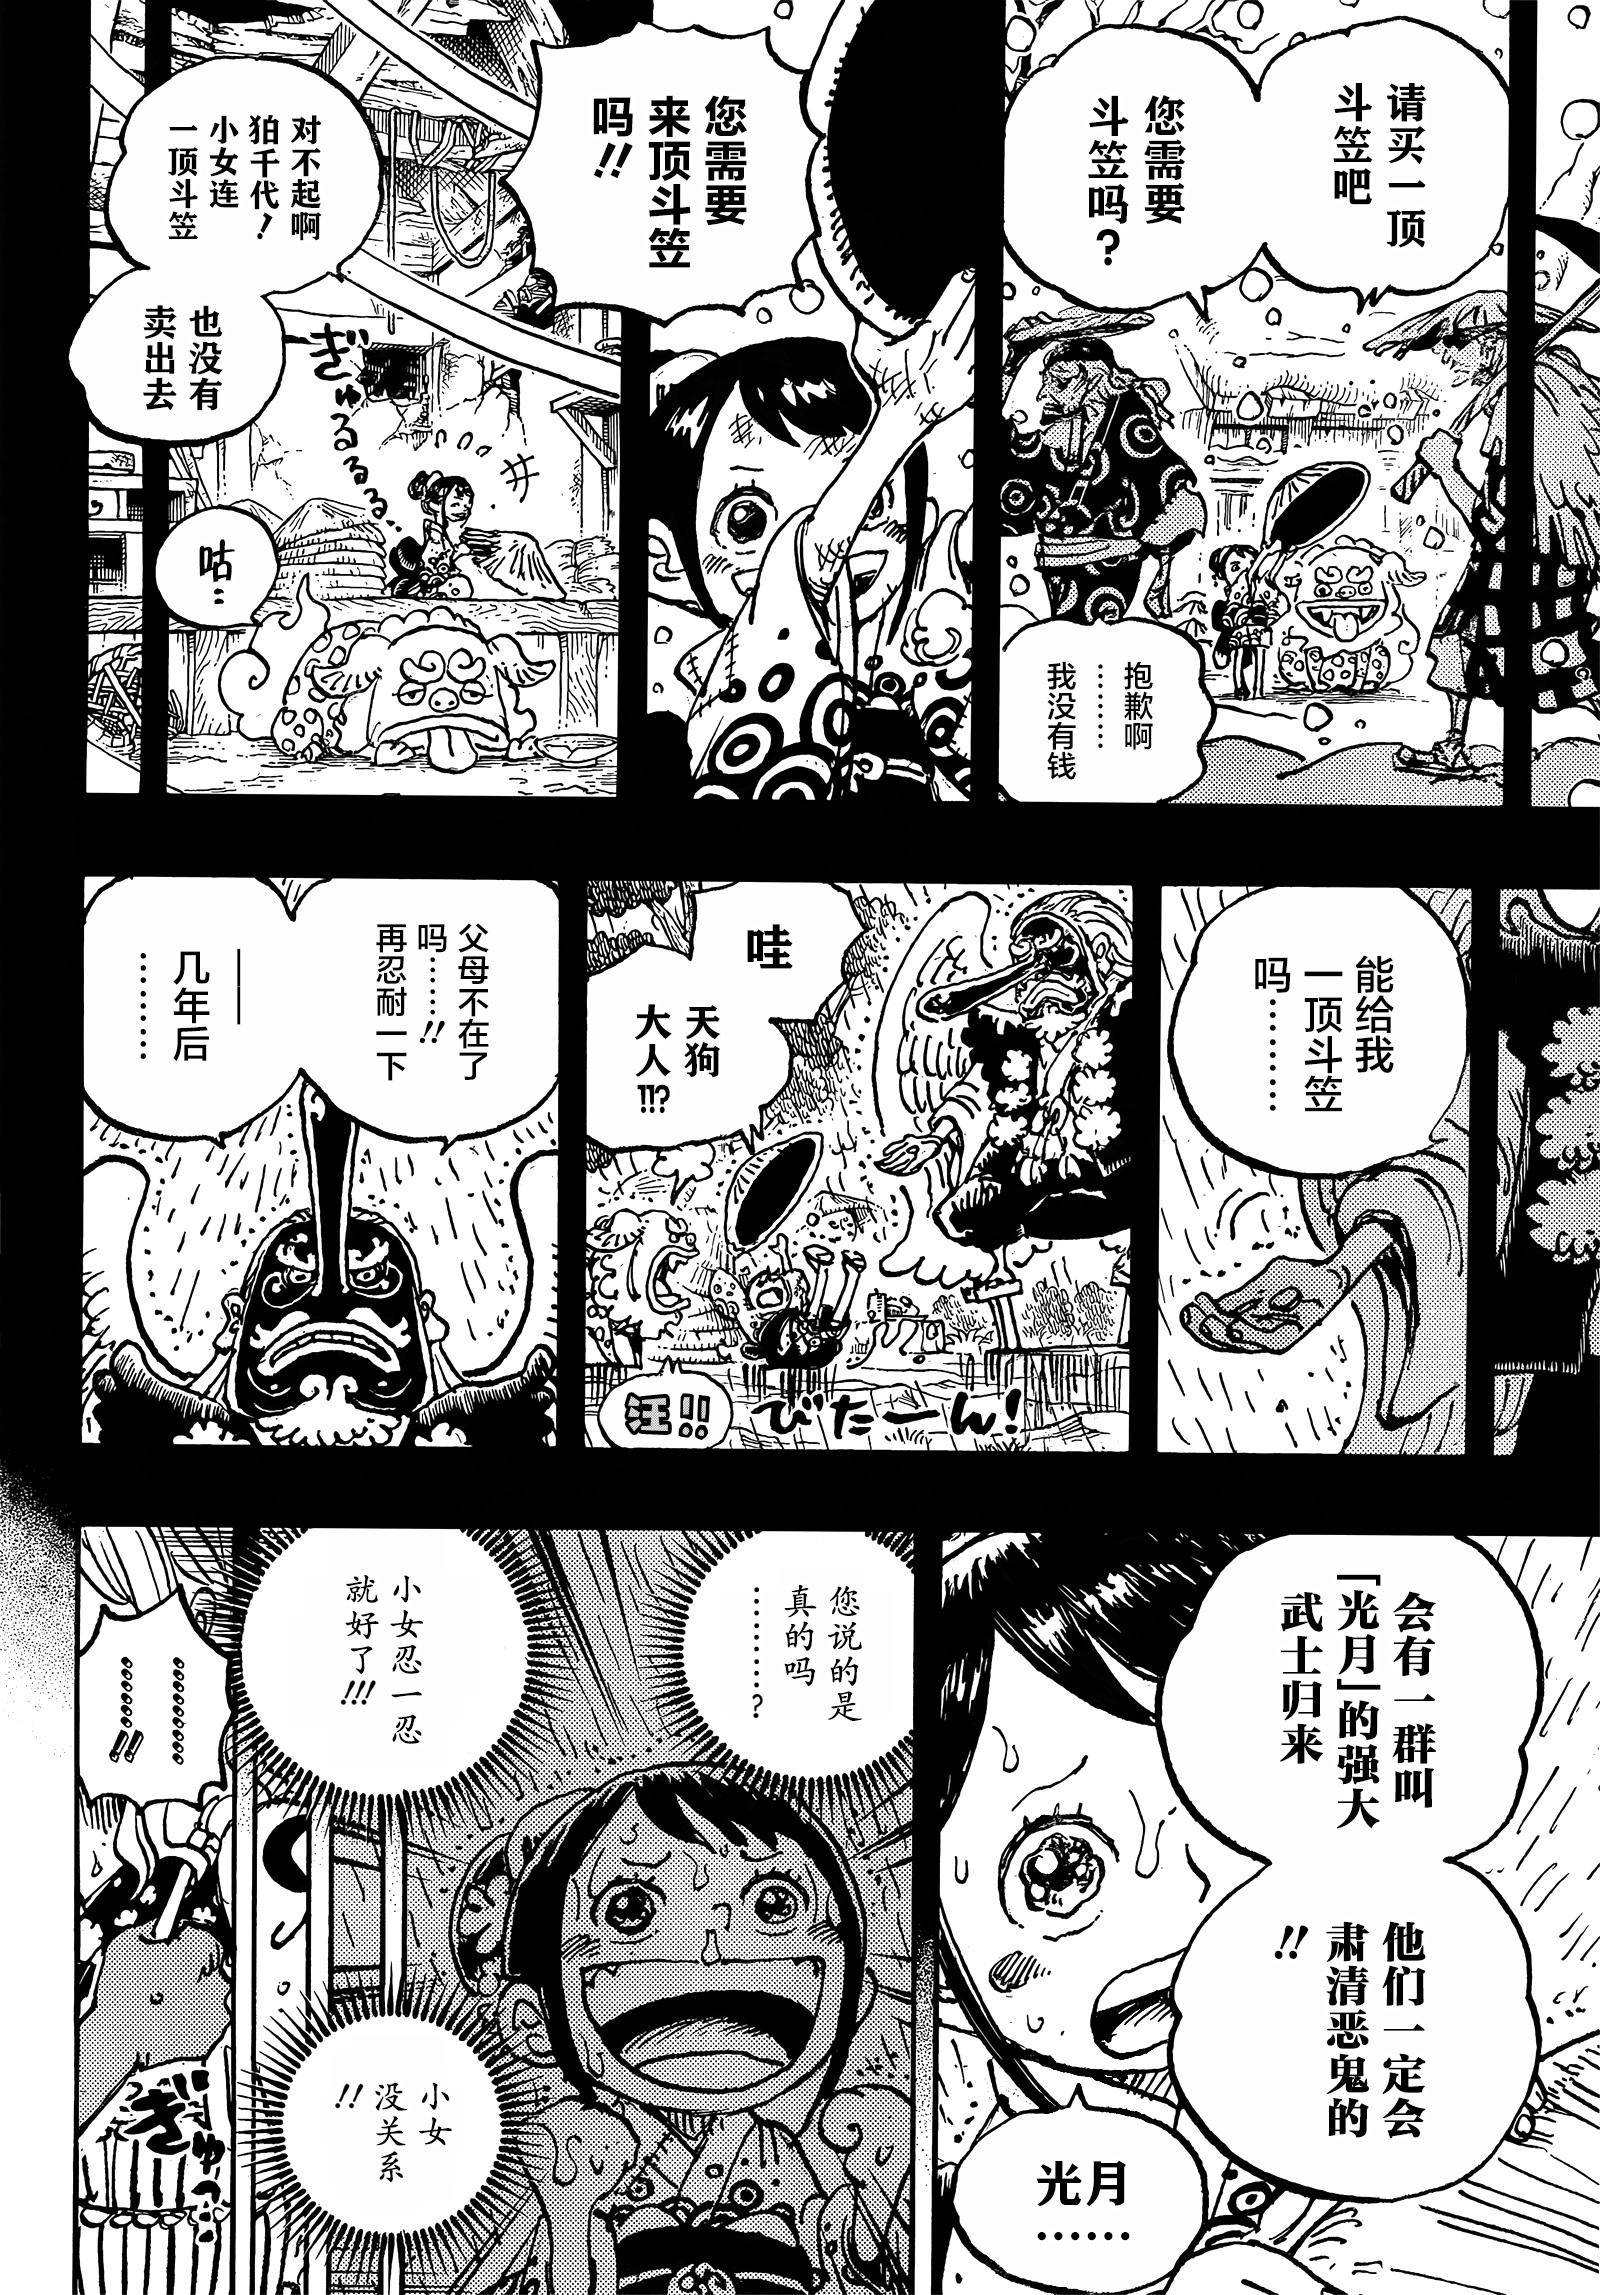 请买一顶
斗笠吧
您需要
斗笠吗？
抱歉啊
………
我没有钱
您需要
来顶斗笠
吗!!
对不起啊
狛千代！
小女连
一顶斗笠
也没有
卖出去
ぎゅるるる…
咕…
能给我
一顶斗笠
吗………
哇
天狗
大人!!?
汪!!
びたーん!
父母不在了
吗……!!
再忍耐一下
——
几年后
………
会有一群叫
「光月」的强大
武士归来
他们一定会
肃清恶鬼的
!!
光月
……
您说的是
真的吗
………?
小女忍一忍
就好了!!!
小女
没关系
!!
………
………!!
ぎゅっ